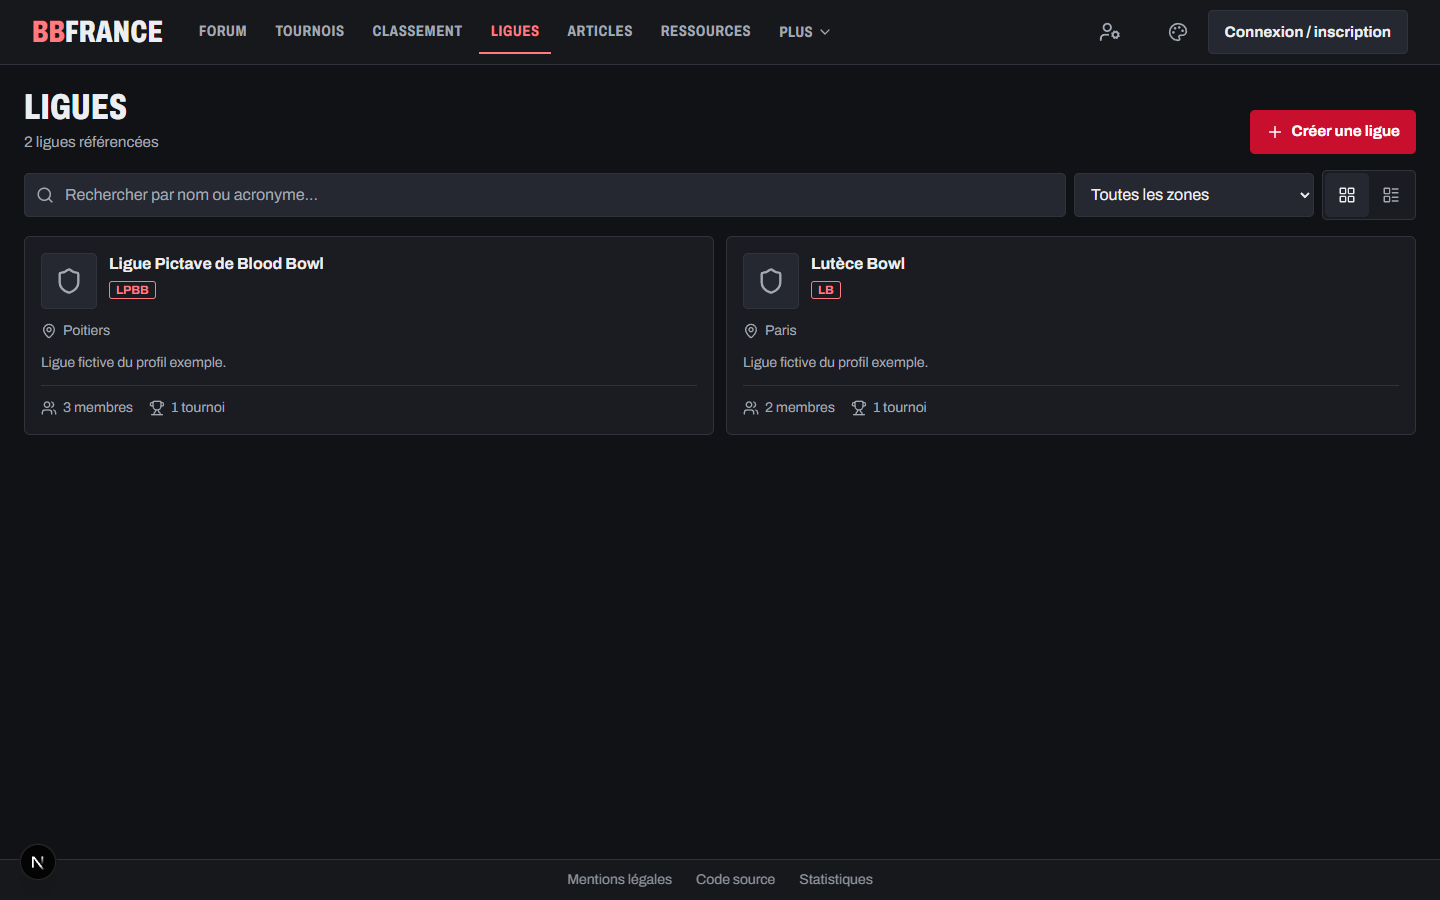 BBFRANCE FORUM TOURNOIS CLASSEMENT LIGUES ARTICLES RESSOURCES PLUS Connexion / inscription
LIGUES
2 ligues référencées
Créer une ligue
Rechercher par nom ou acronyme... Toutes les zones
Ligue Pictave de Blood Bowl
LPBB
Poitiers
Ligue fictive du profil exemple.
3 membres 1 tournoi
Lutèce Bowl
LB
Paris
Ligue fictive du profil exemple.
2 membres 1 tournoi
N
Mentions légales Code source Statistiques